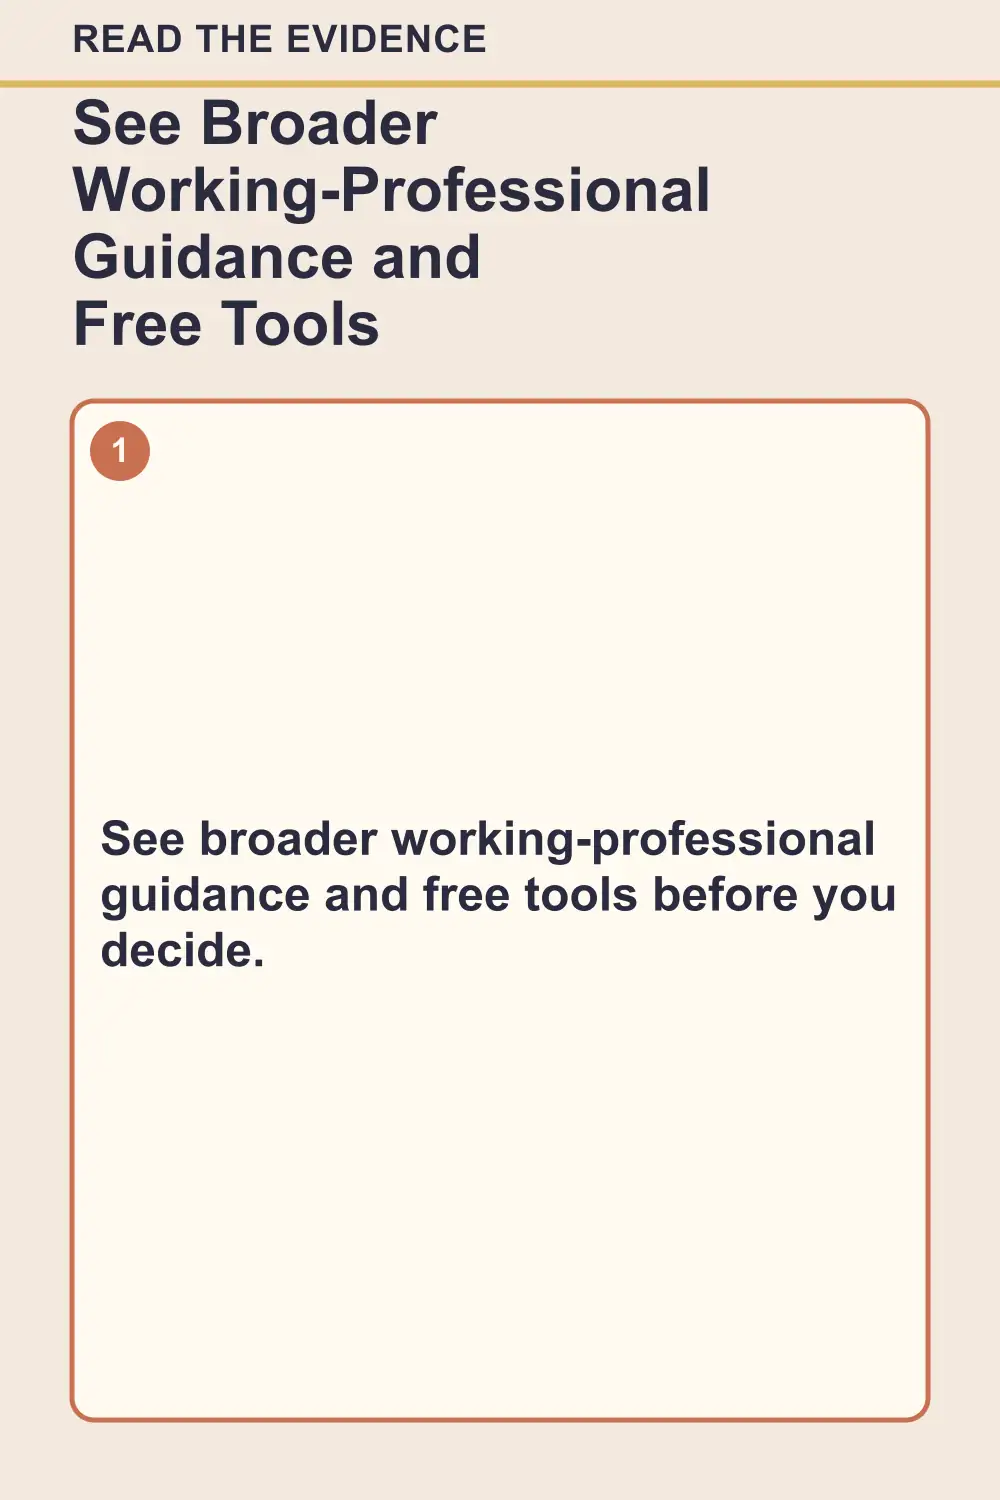 READ THE EVIDENCE
See Broader
Working-Professional
Guidance and
Free Tools
1
See broader working-professional
guidance and free tools before you
decide.